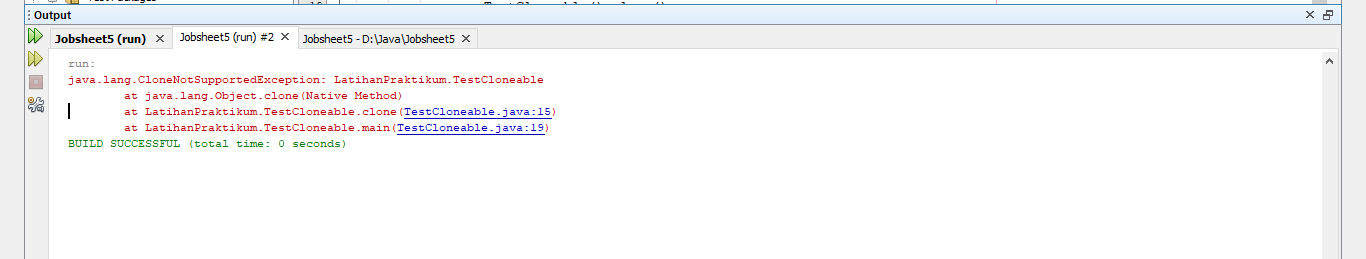 Output
Jobsheet5 (run) Jobsheet5 (run) #2 Jobsheet5 - D:\Java\Jobsheet5
run:
java.lang.CloneNotSupportedException: LatihanPraktikum.TestCloneable
at java.lang.Object.clone(Native Method)
at LatihanPraktikum.TestCloneable.clone(TestCloneable.java:15)
at LatihanPraktikum.TestCloneable.main(TestCloneable.java:19)
BUILD SUCCESSFUL (total time: 0 seconds)